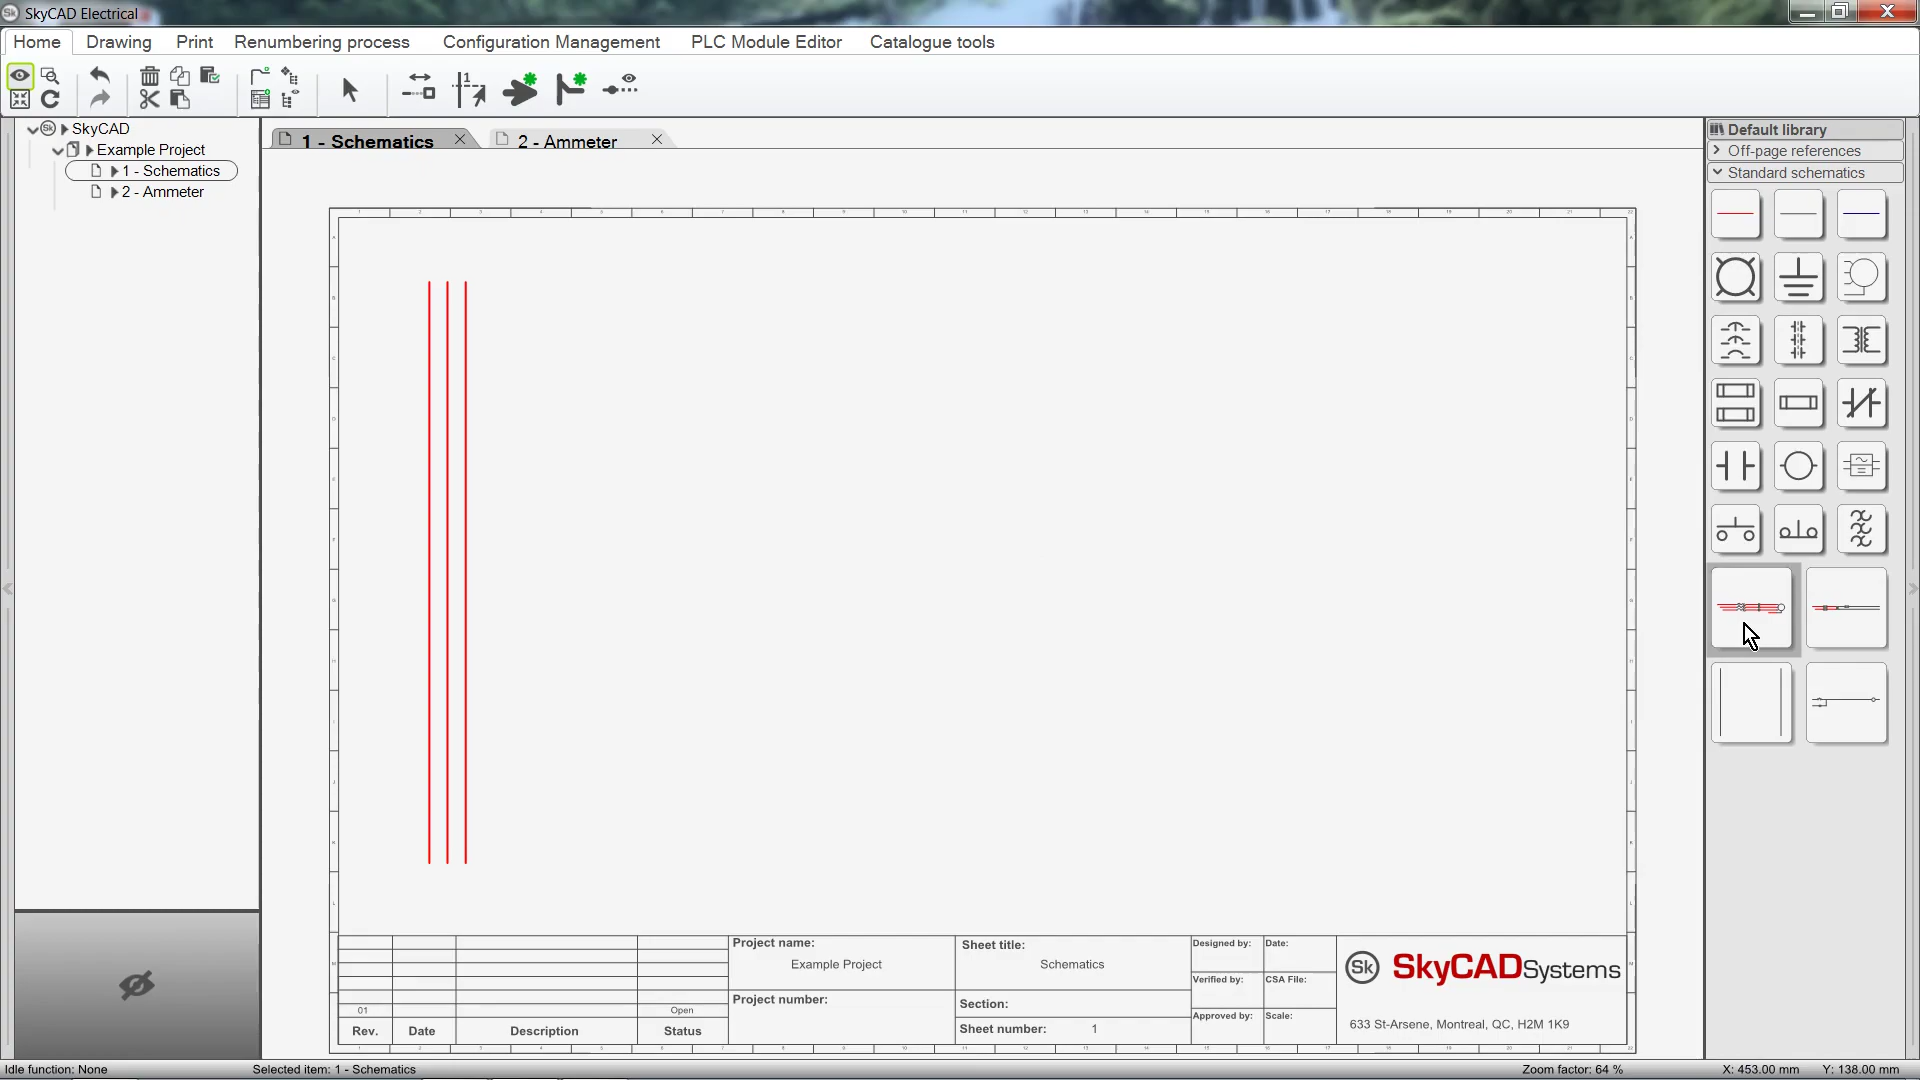 SkyCAD Electrical
Home Drawing Print Renumbering process Configuration Management PLC Module Editor Catalogue tools
SkyCAD
Example Project
1 - Schematics
2 - Ammeter
1 - Schematics
2 - Ammeter
Default library
Off-page references
Standard schematics
Project name:
Example Project
Project number:
Sheet title:
Schematics
Section:
Sheet number: 1
Designed by: Date:
Verified by: CSA File:
Approved by: Scale:
01 Open
Rev. Date Description Status
Sk SkyCADSystems
633 St-Arsene, Montreal, QC, H2M 1K9
Idle function: None Selected item: 1 - Schematics Zoom factor: 64 % X: 453.00 mm Y: 138.00 mm